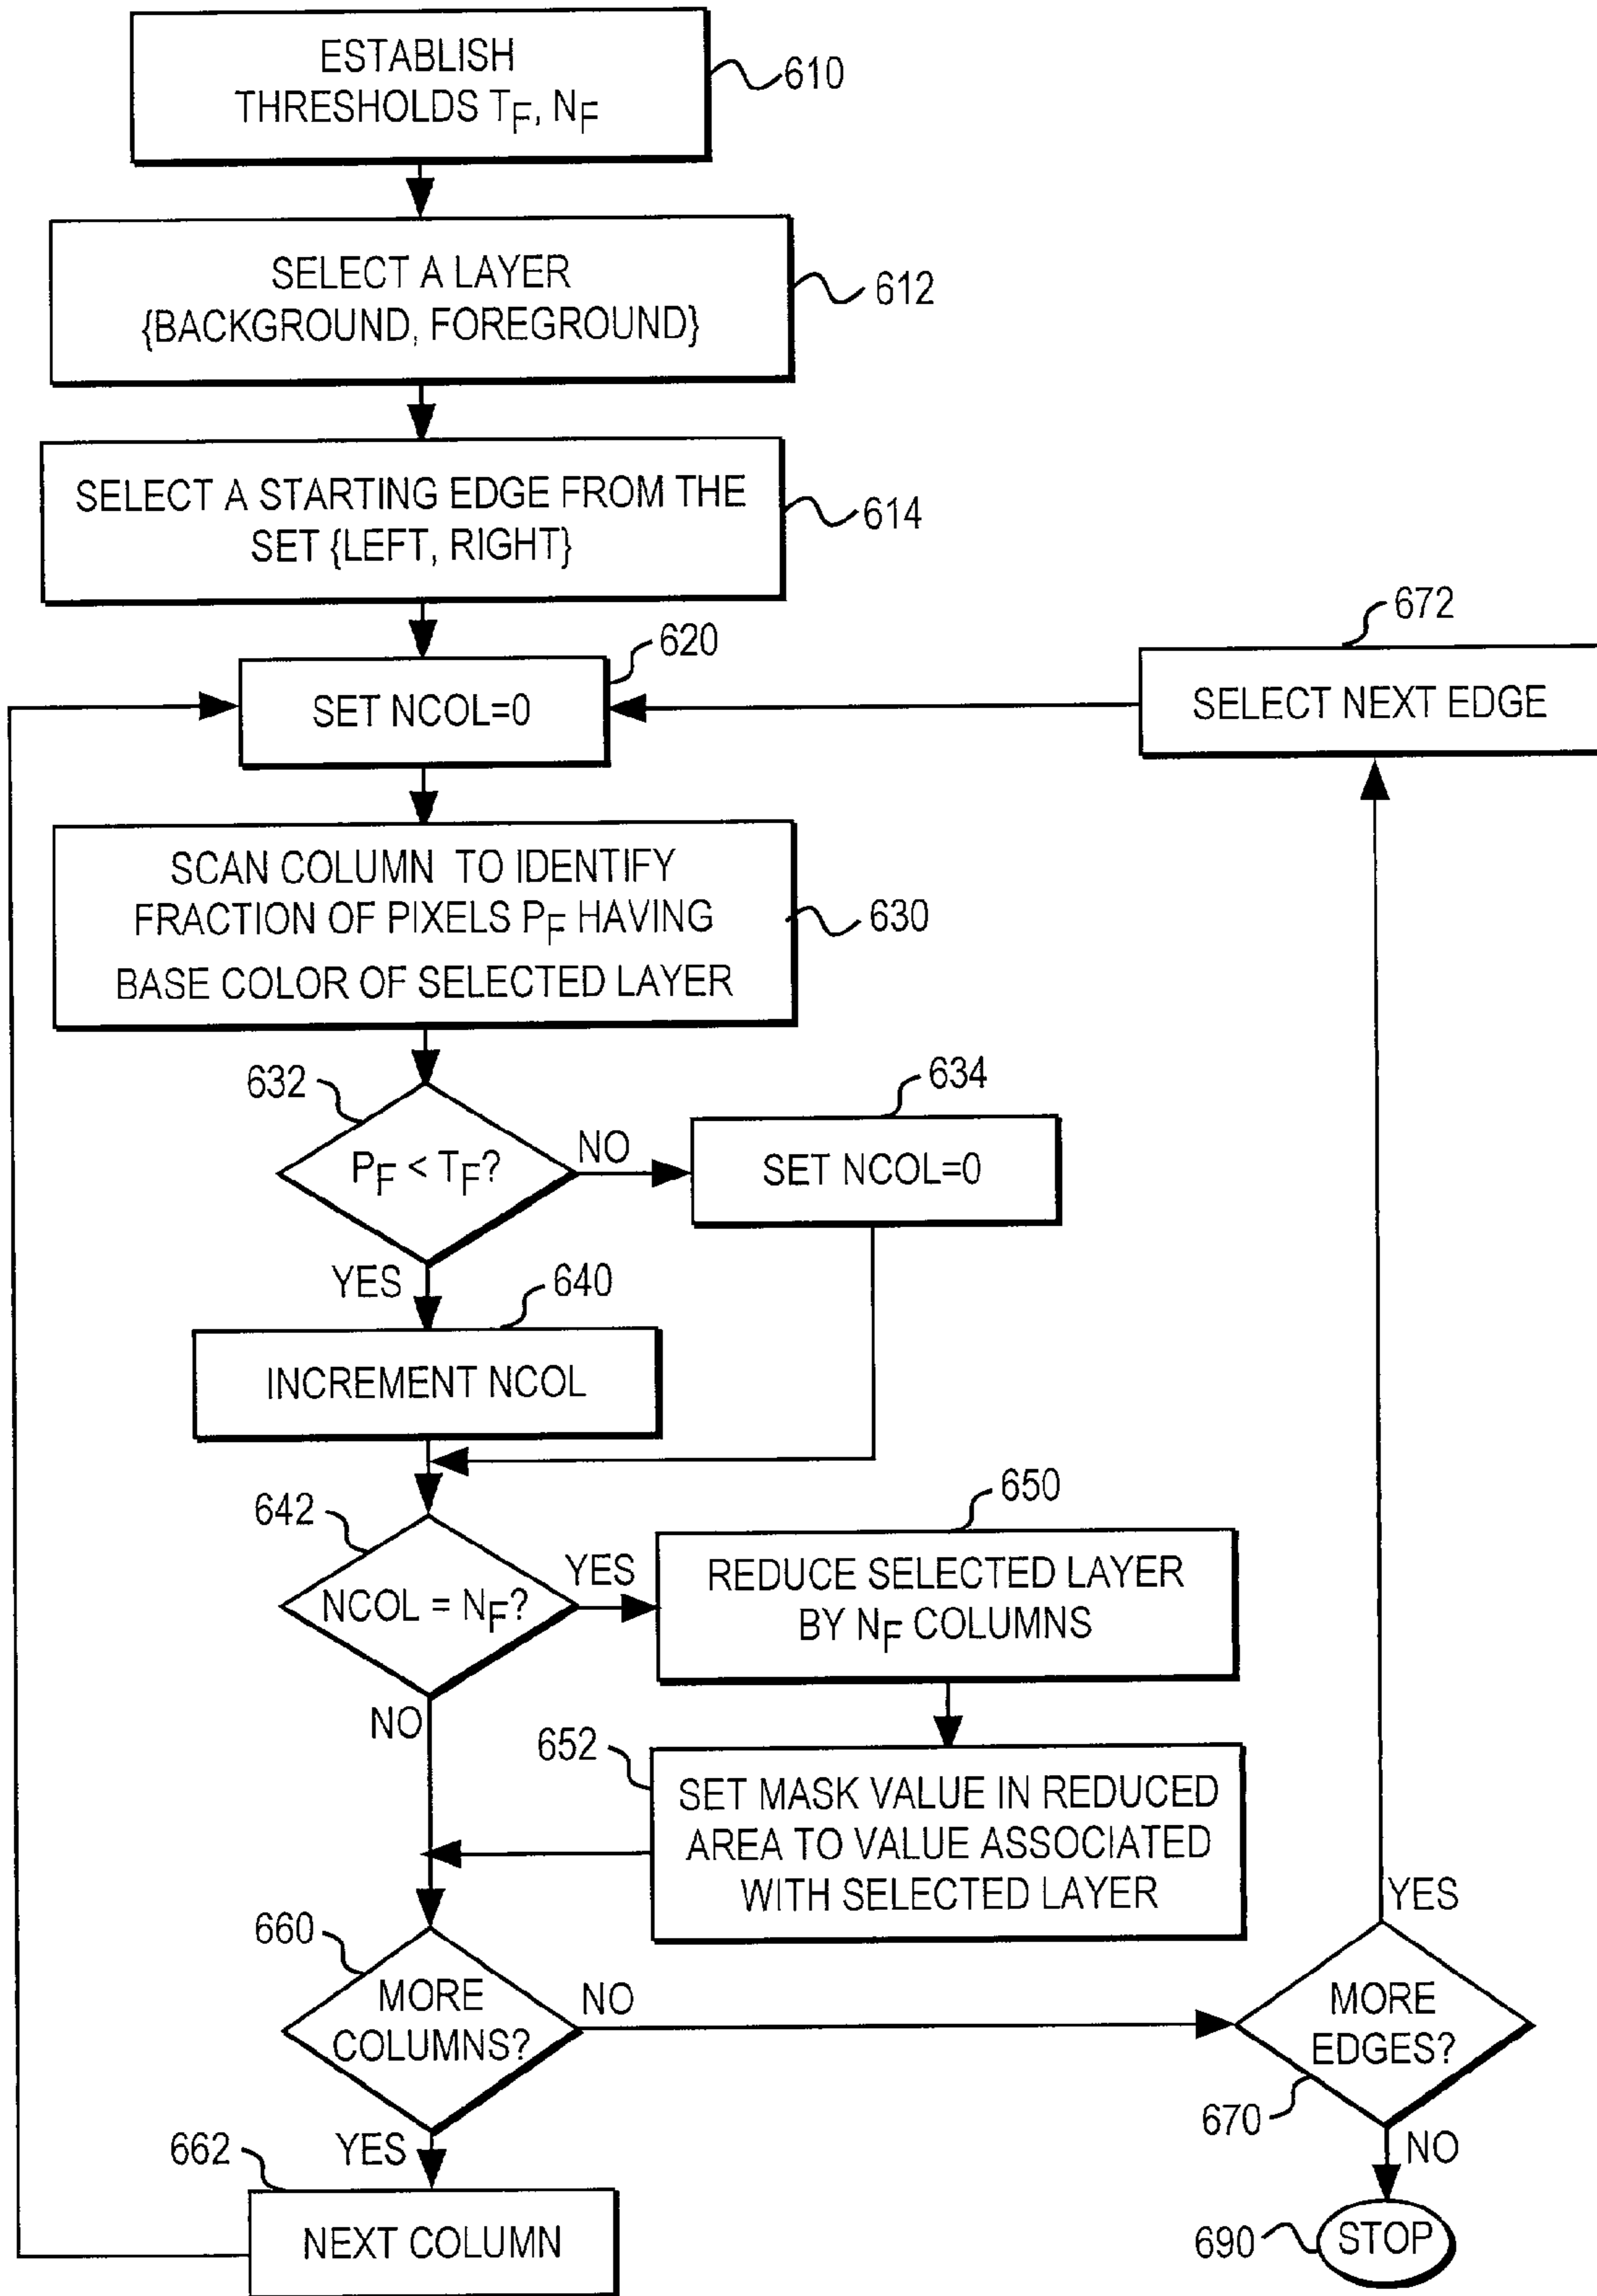 ESTABLISH
THRESHOLDS TF, NF
610
SELECT A LAYER
{BACKGROUND, FOREGROUND}
612
SELECT A STARTING EDGE FROM THE
SET {LEFT, RIGHT}
614
672
620
SET NCOL=0
SELECT NEXT EDGE
SCAN COLUMN TO IDENTIFY
FRACTION OF PIXELS PF HAVING
BASE COLOR OF SELECTED LAYER
630
632
634
PF < TF?
NO
SET NCOL=0
YES
640
INCREMENT NCOL
642
650
NCOL = NF?
YES
REDUCE SELECTED LAYER
BY NF COLUMNS
NO
652
SET MASK VALUE IN REDUCED
AREA TO VALUE ASSOCIATED
WITH SELECTED LAYER
YES
660
MORE
COLUMNS?
NO
MORE
EDGES?
670
YES
NO
662
NEXT COLUMN
690
STOP